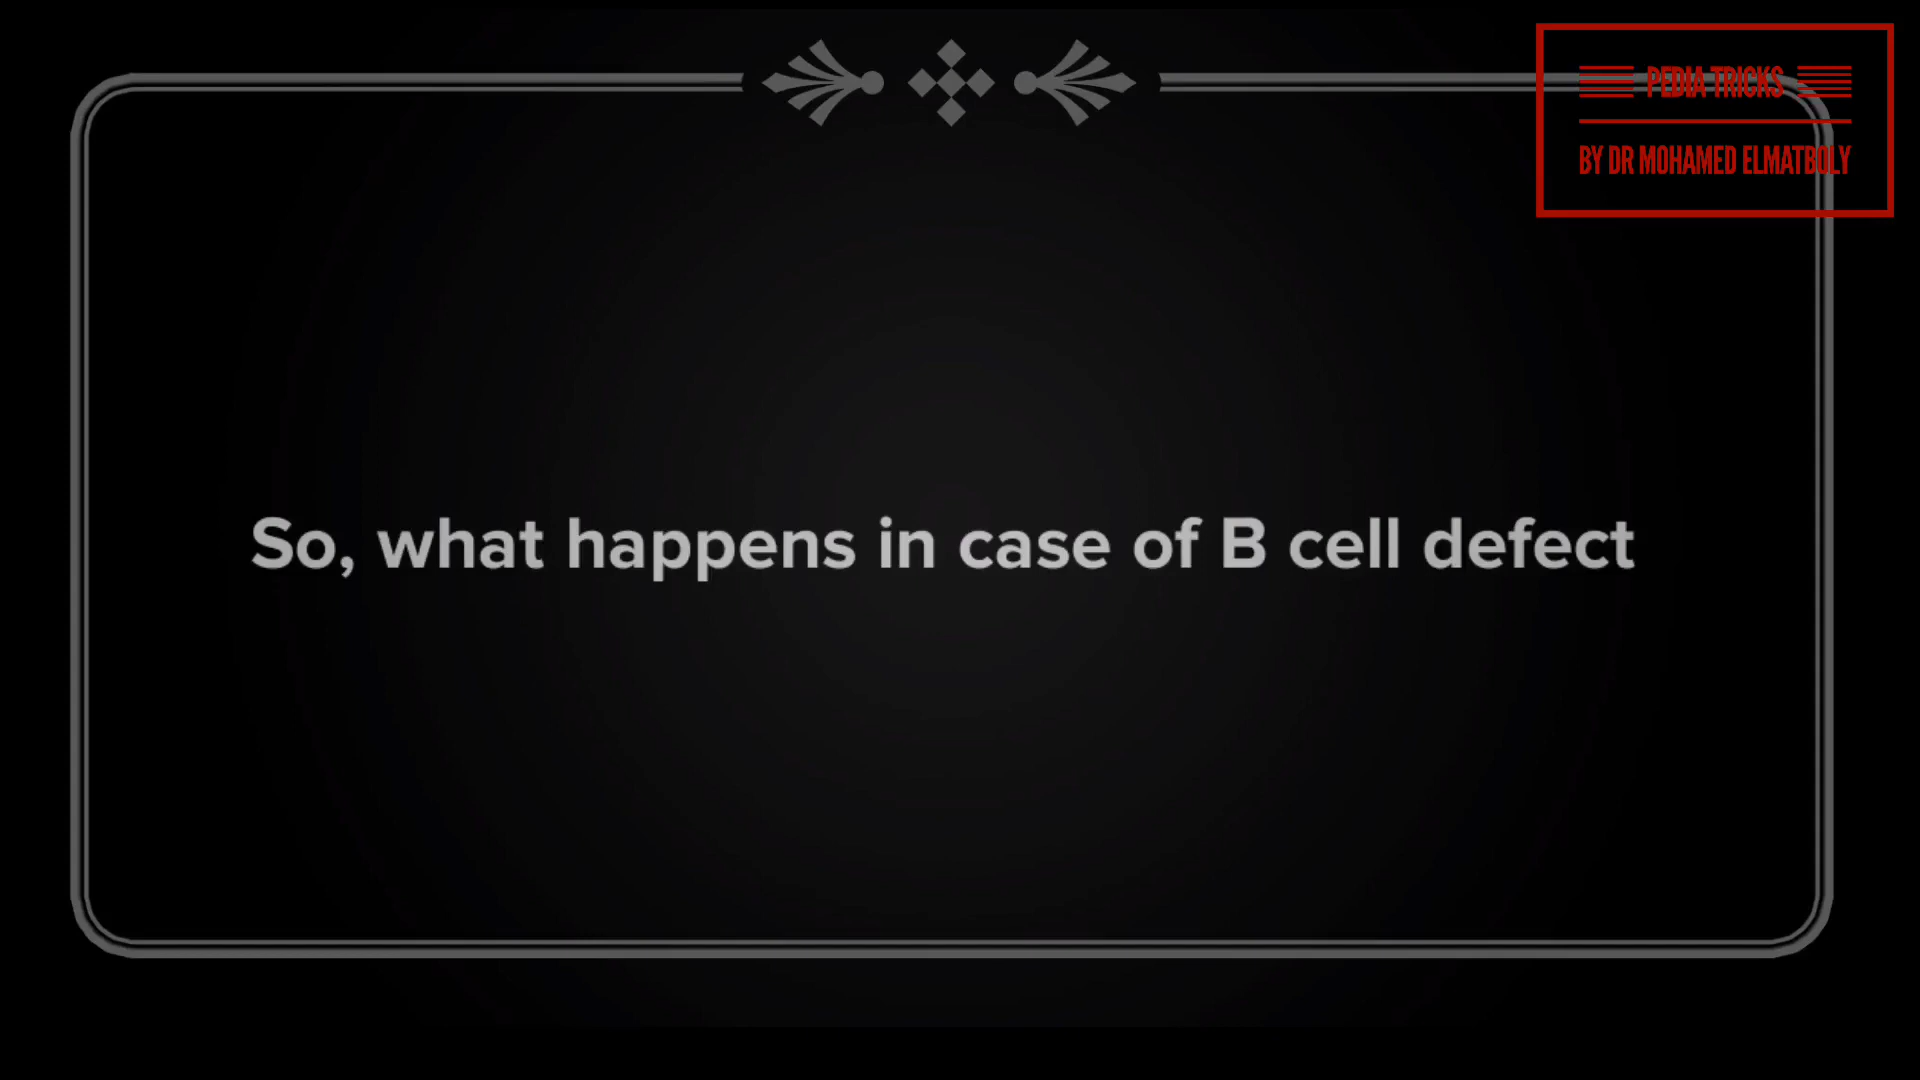 PEDIA TRICKS
BY DR MOHAMED ELMATBOLY
So, what happens in case of B cell defect